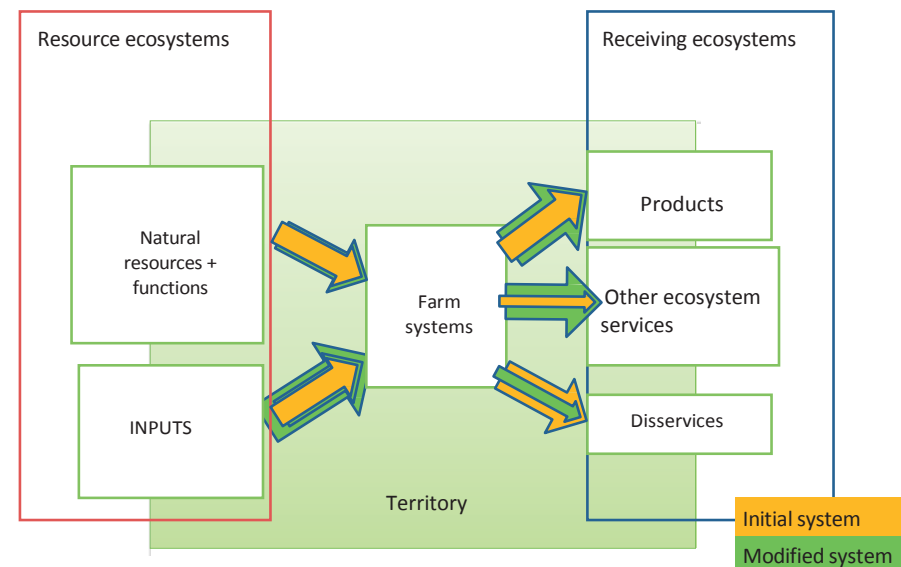 Resource ecosystems
Receiving ecosystems
Natural
resources +
functions
INPUTS
Farm
systems
Products
Other ecosystem
services
Disservices
Territory
Initial system
Modified system